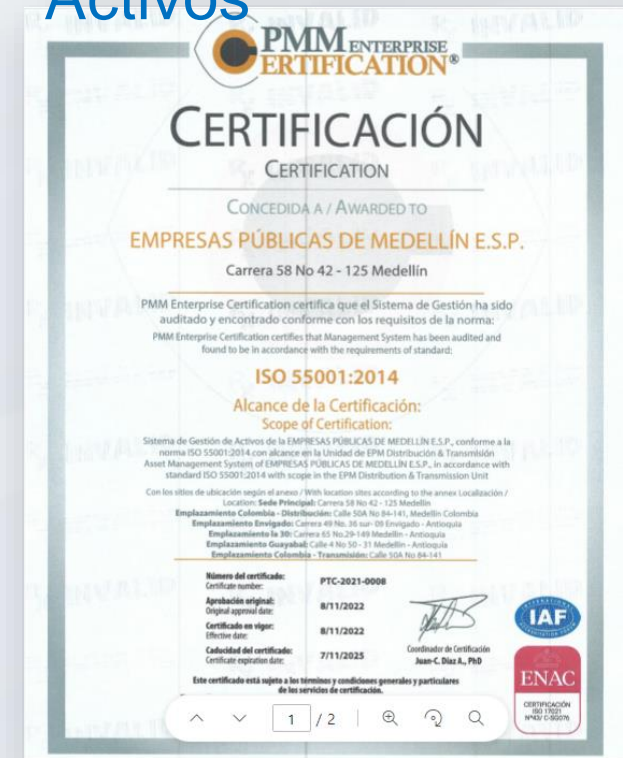 Activos
PMM ENTERPRISE
CERTIFICATION®
CERTIFICACIÓN
CERTIFICATION
CONCEDIDA A / AWARDED TO
EMPRESAS PÚBLICAS DE MEDELLÍN E.S.P.
Carrera 58 No 42 - 125 Medellín
PMM Enterprise Certification certifica que el Sistema de Gestión ha sido
auditado y encontrado conforme con los requisitos de la norma:
PMM Enterprise Certification certifies that Management System has been audited and
found to be in accordance with the requirements of standard:
ISO 55001:2014
Alcance de la Certificación:
Scope of Certification:
Sistema de Gestión de Activos de la EMPRESAS PÚBLICAS DE MEDELLÍN E.S.P., conforme a la
norma ISO 55001:2014 con alcance en la Unidad de EPM Distribución & Transmisión
Asset Management System of EMPRESAS PÚBLICAS DE MEDELLÍN E.S.P., in accordance with
standard ISO 55001:2014 with scope in the EPM Distribution & Transmission Unit
Con los sitios de ubicación según el anexo / With location sites according to the annex Localización /
Location: Sede Principal: Carrera 58 No 42 - 125 Medellín
Emplazamiento Colombia - Distribución: Calle 50A No 84-141, Medellín Colombia
Emplazamiento Envigado: Carrera 49 No. 36 sur- 08 Envigado - Antioquia
Emplazamiento la 30: Carrera 65 No.29-149 Medellín - Antioquia
Emplazamiento Guayabal: Calle 4 No 50 - 31 Medellín - Antioquia
Emplazamiento Colombia - Transmisión: Calle 50A No 84-141
Número del certificado:
Certificate number:
PTC-2021-0008
Aprobación original:
Original approval date:
8/11/2022
Certificado en vigor:
Effective date:
8/11/2022
Caducidad del certificado:
Certificate expiration date:
7/11/2025
Coordinador de Certificación
Juan-C. Díaz A., PhD
Este certificado está sujeto a los términos y condiciones generales y particulares
de los servicios de certificación.
IAF
ENAC
CERTIFICACIÓN
ISO 17021
Nº43/ C-SG076
1 / 2